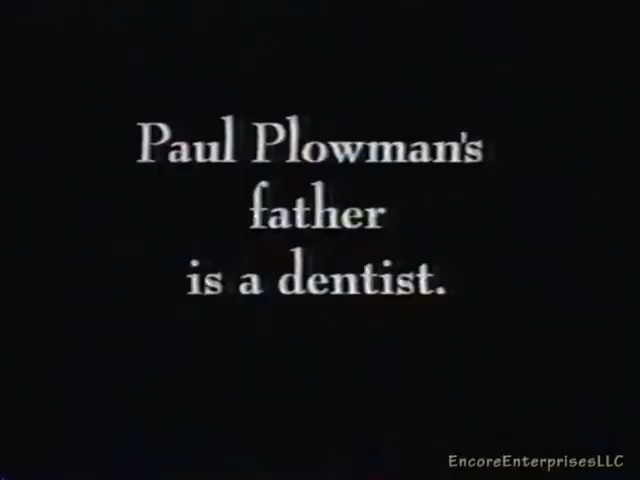 Paul Plowman's
father
is a dentist.
EncoreEnterprisesLLC